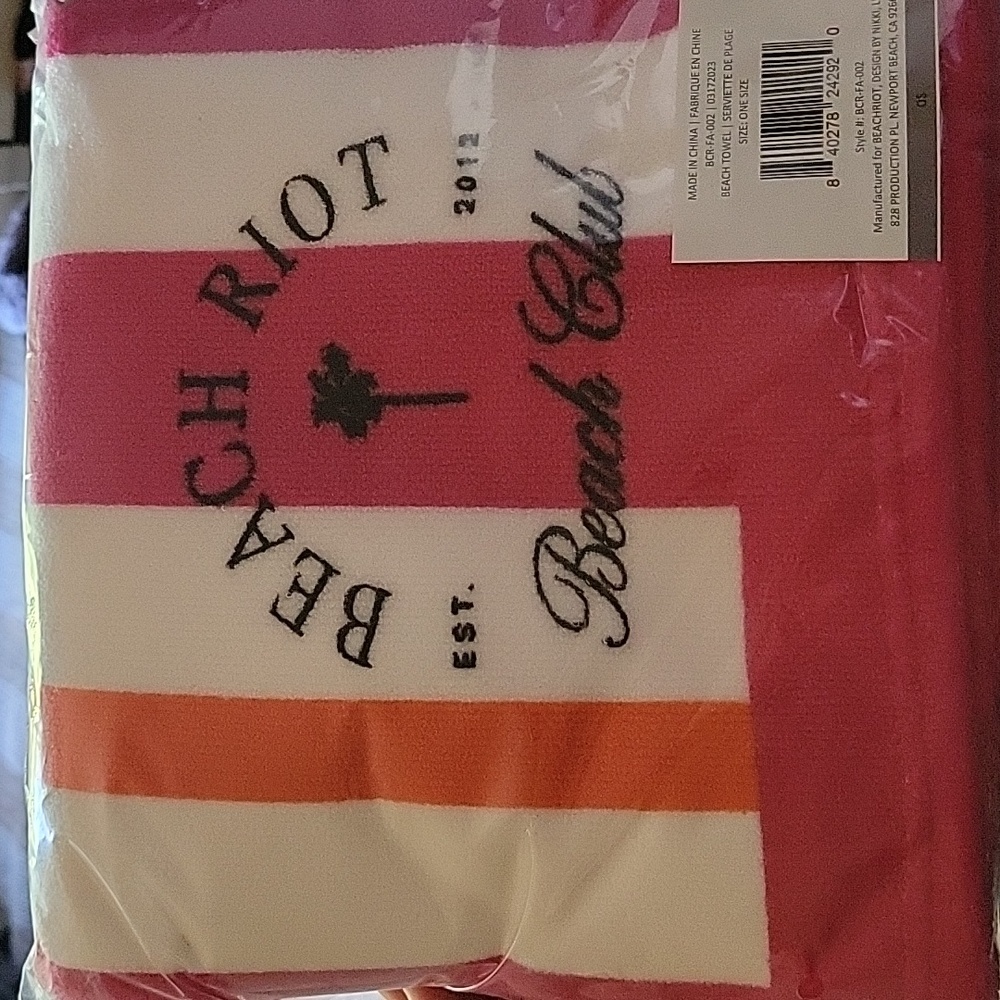 BEACH RIOT
EST. 2012
Beach Club
MADE IN CHINA | FABRIQUE EN CHINE
BCR-FA-002 | 03172023
BEACH TOWEL | SERVIETTE DE PLAGE
SIZE: ONE SIZE
8 40278 24292 0
Style #: BCR-FA-002
Manufactured for BEACHRIOT, DESIGN BY NIKKI,
828 PRODUCTION PL. NEWPORT BEACH, CA
OS